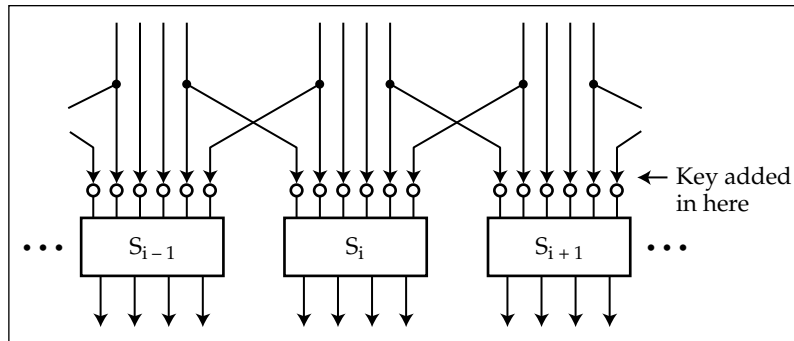 Key added
in here
... S i – 1 S i S i + 1 ...